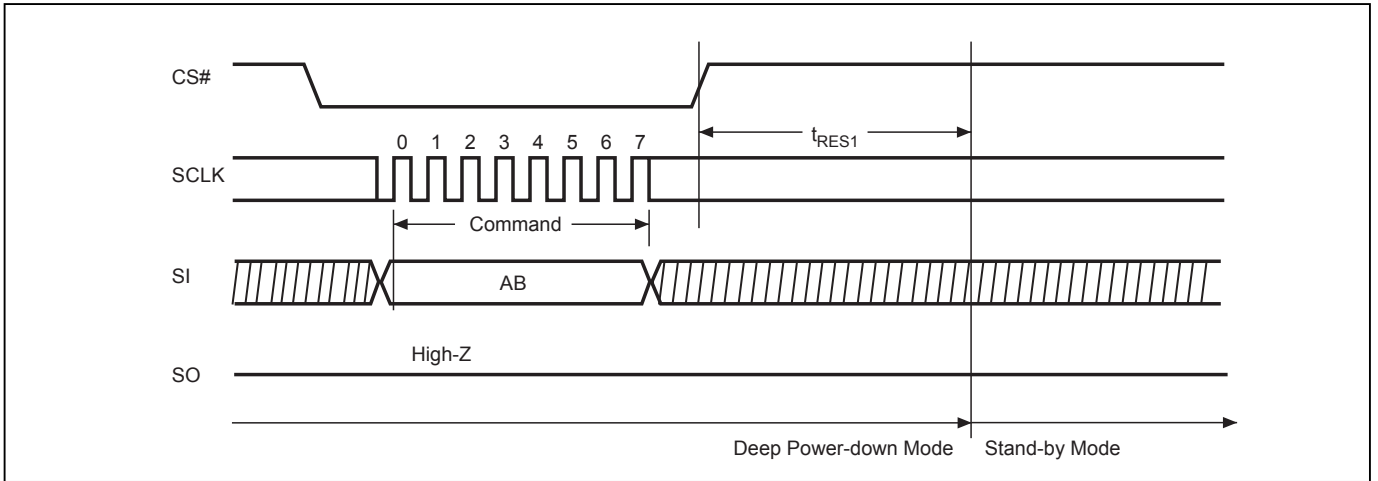 CS#
t_RES1
0 1 2 3 4 5 6 7
SCLK
Command
SI
AB
High-Z
SO
Deep Power-down Mode Stand-by Mode